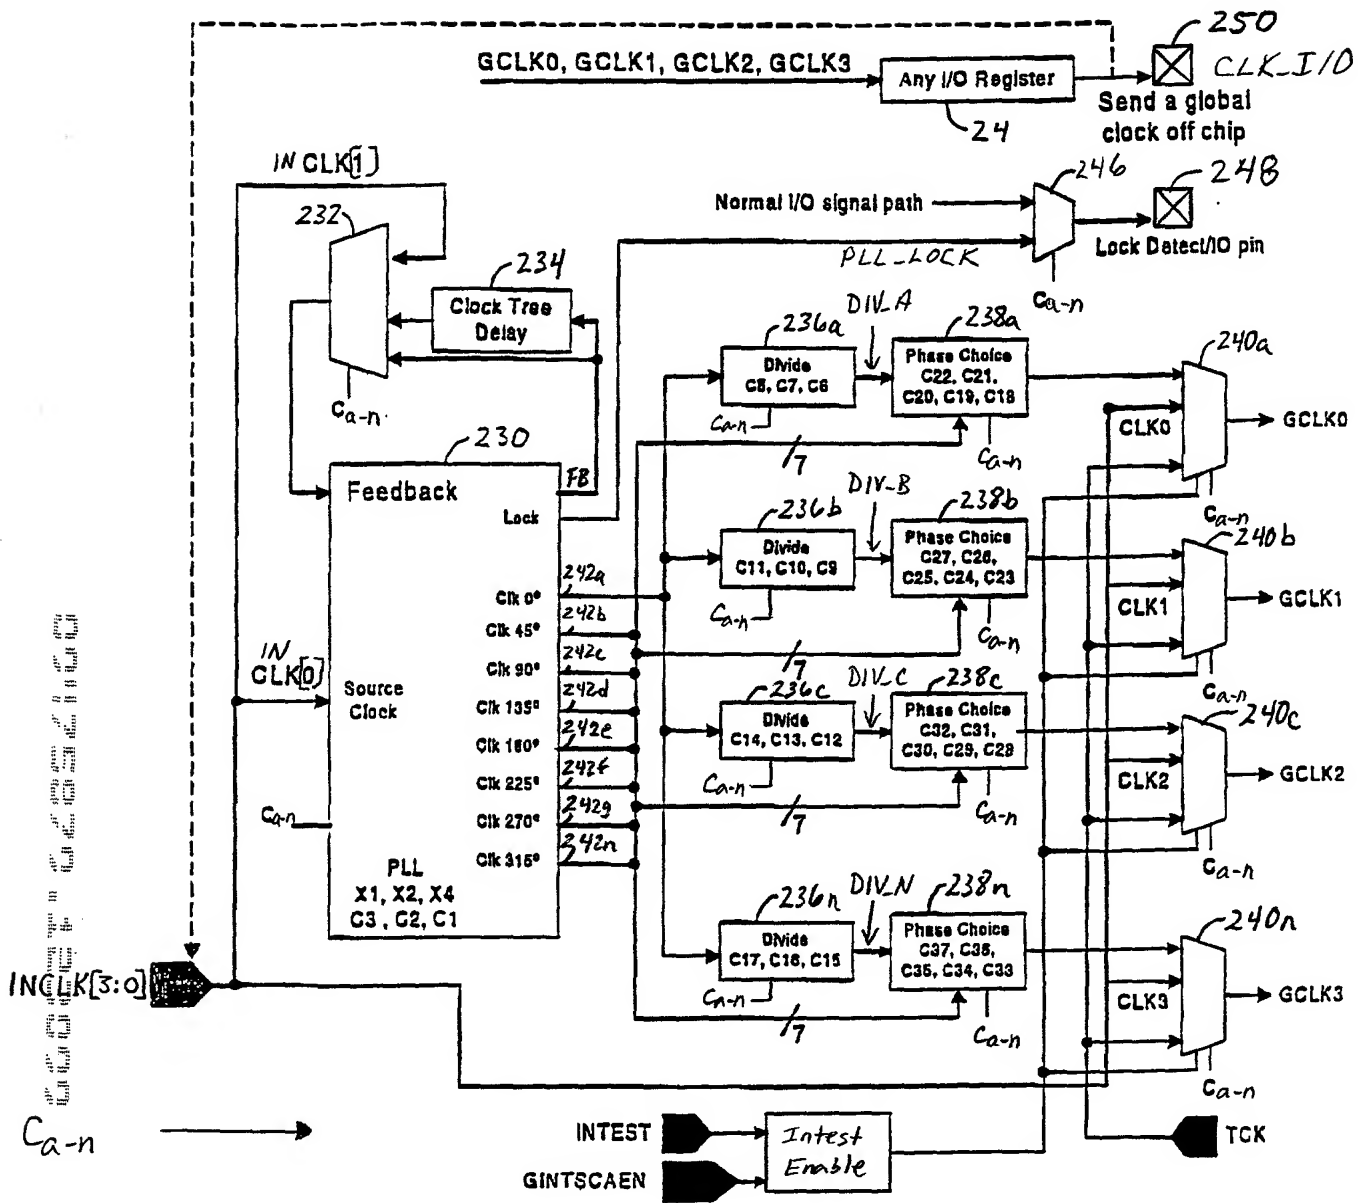 250
GCLK0, GCLK1, GCLK2, GCLK3
Any I/O Register
CLK_I/O
24
Send a global
clock off chip
IN CLK[1]
246
248
232
Normal I/O signal path
Lock Detect/IO pin
234
PLL_LOCK
Clock Tree
Delay
Ca-n
DIV_A
236a
238a
240a
Divide
C8, C7, C6
Phase Choice
C22, C21,
C20, C19, C18
Ca-n
Ca-n
CLK0
GCLK0
230
7
Ca-n
Feedback
FB
Lock
DIV_B
236b
238b
Ca-n
240b
Divide
C11, C10, C9
Phase Choice
C27, C26,
C25, C24, C23
242a
Clk 0°
242b
Clk 45°
Ca-n
Ca-n
CLK1
GCLK1
242c
Clk 90°
7
IN
CLK[0]
Source
Clock
236c
DIV_C
238c
Ca-n
240c
242d
Clk 135°
Divide
C14, C13, C12
Phase Choice
C32, C31,
C30, C29, C28
242e
Clk 180°
242f
Clk 225°
Ca-n
Ca-n
CLK2
GCLK2
Ca-n
242g
Clk 270°
7
242n
Clk 315°
Ca-n
PLL
X1, X2, X4
C3, C2, C1
236n
DIV_N
238n
240n
Divide
C17, C16, C15
Phase Choice
C37, C36,
C35, C34, C33
INCLK[3:0]
Ca-n
Ca-n
CLK3
GCLK3
7
Ca-n
Ca-n
INTEST
Intest
Enable
TCK
GINTSCAEN